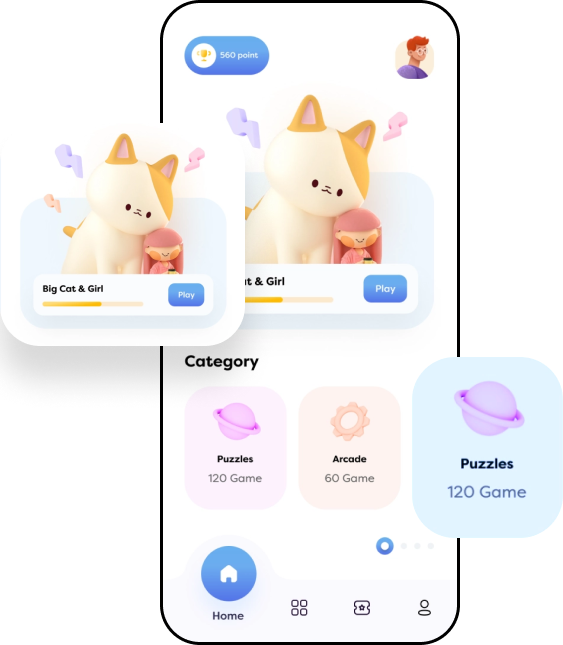 560 point
Big Cat & Girl
Play
t & Girl
Play
Category
Puzzles
120 Game
Arcade
60 Game
Puzzles
120 Game
Home